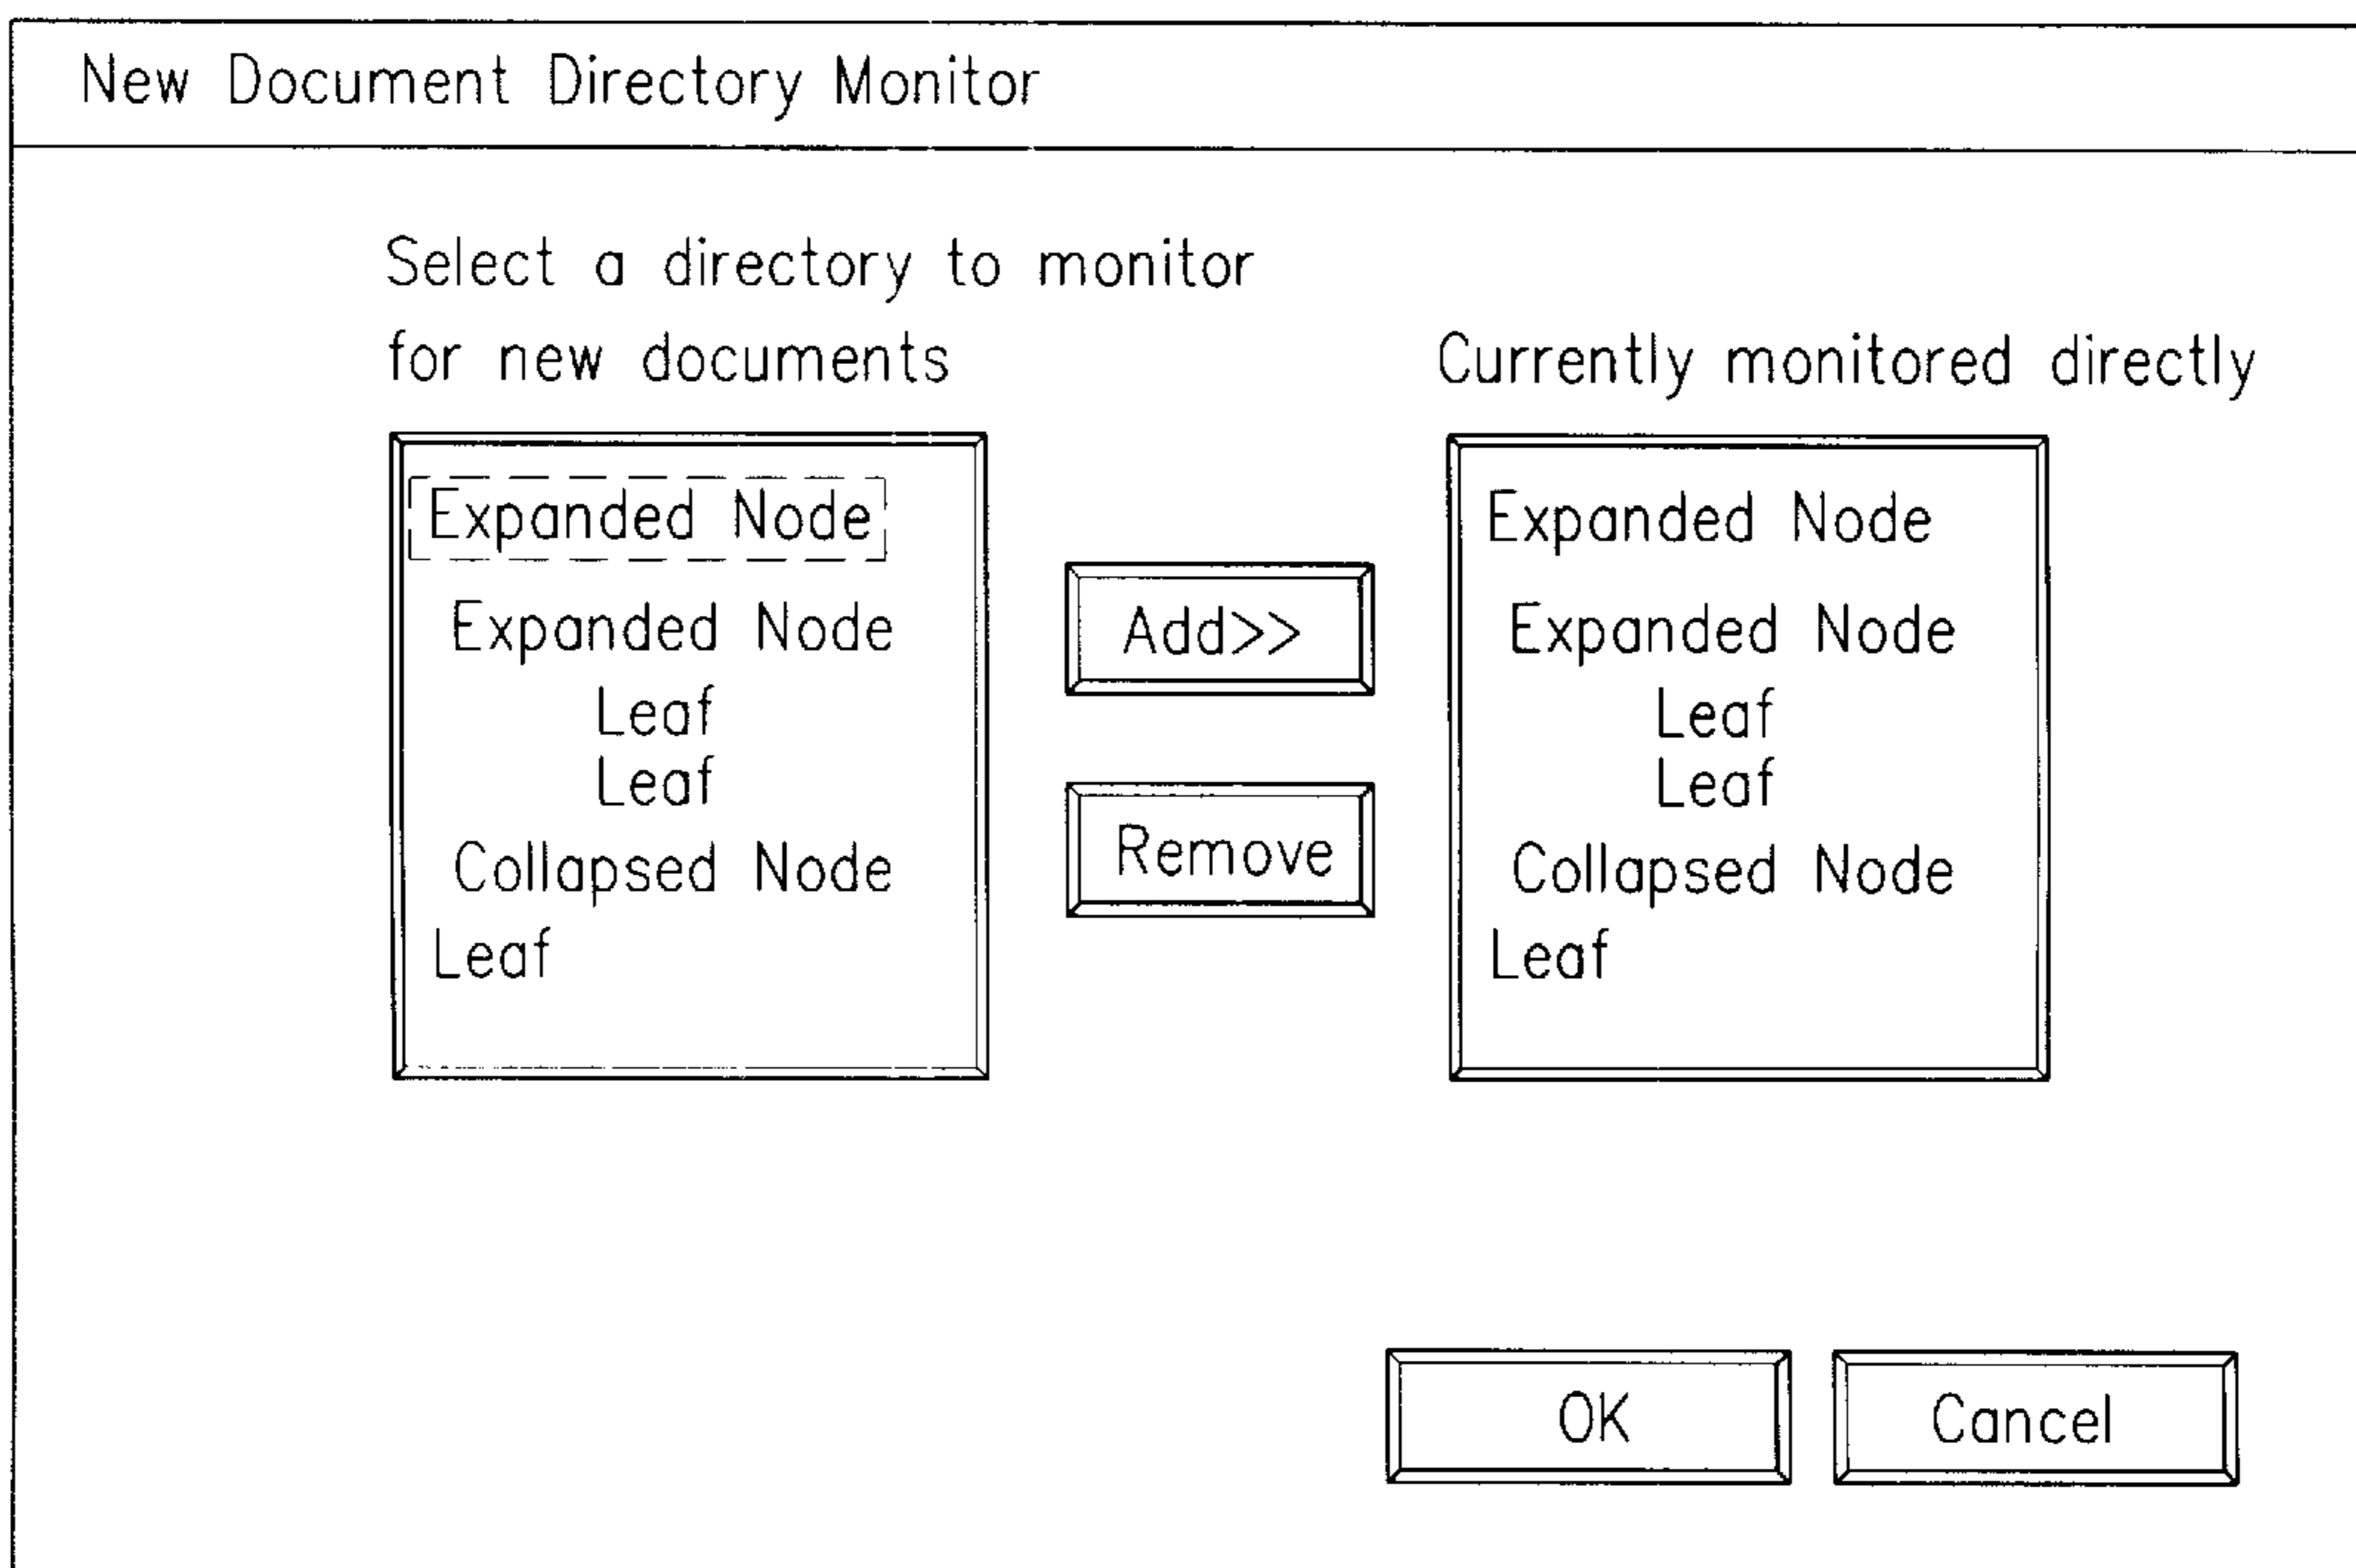 New Document Directory Monitor
Select a directory to monitor
for new documents
Expanded Node
Expanded Node
Leaf
Leaf
Collapsed Node
Leaf
Add>>
Remove
Currently monitored directly
Expanded Node
Expanded Node
Leaf
Leaf
Collapsed Node
Leaf
OK
Cancel